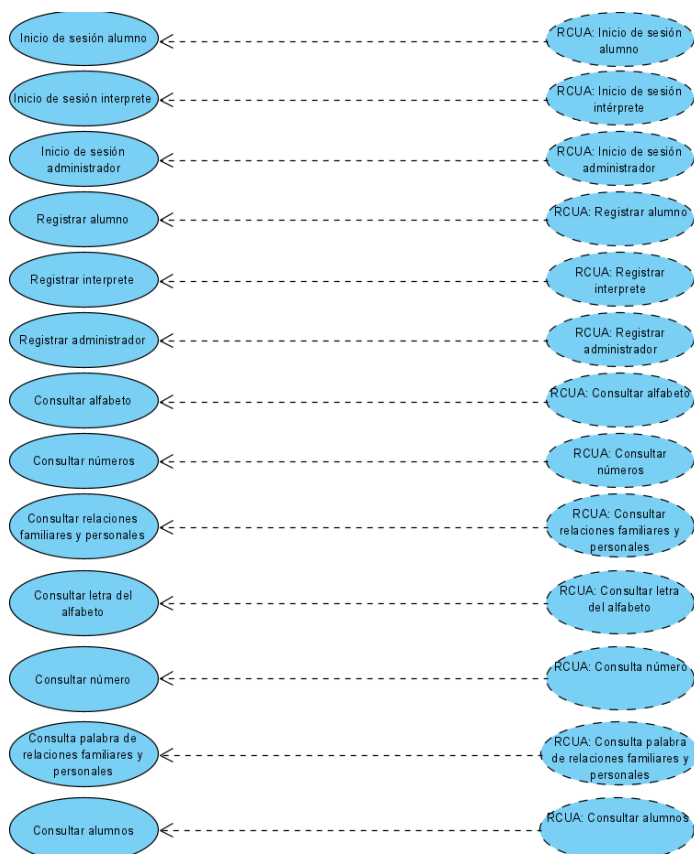 Inicio de sesión alumno
RCUA: Inicio de sesión
alumno
Inicio de sesión interprete
RCUA: Inicio de sesión
intérprete
Inicio de sesión
administrador
RCUA: Inicio de sesión
administrador
Registrar alumno
RCUA: Registrar alumno
Registrar interprete
RCUA: Registrar
interprete
Registrar administrador
RCUA: Registrar
administrador
Consultar alfabeto
RCUA: Consultar alfabeto
Consultar números
RCUA: Consultar
números
Consultar relaciones
familiares y personales
RCUA: Consultar
relaciones familiares y
personales
Consultar letra del
alfabeto
RCUA: Consultar letra
del alfabeto
Consultar número
RCUA: Consulta número
Consulta palabra de
relaciones familiares y
personales
RCUA: Consulta palabra
de relaciones familiares y
personales
Consultar alumnos
RCUA: Consultar alumnos